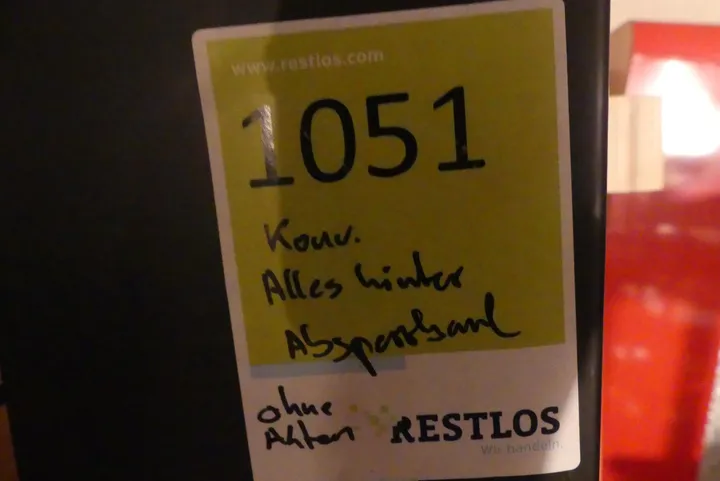 www.restlos.com
1051
Konv.
Alles hinter
Absperrband
ohne
Akten
RESTLOS
Wir handeln.